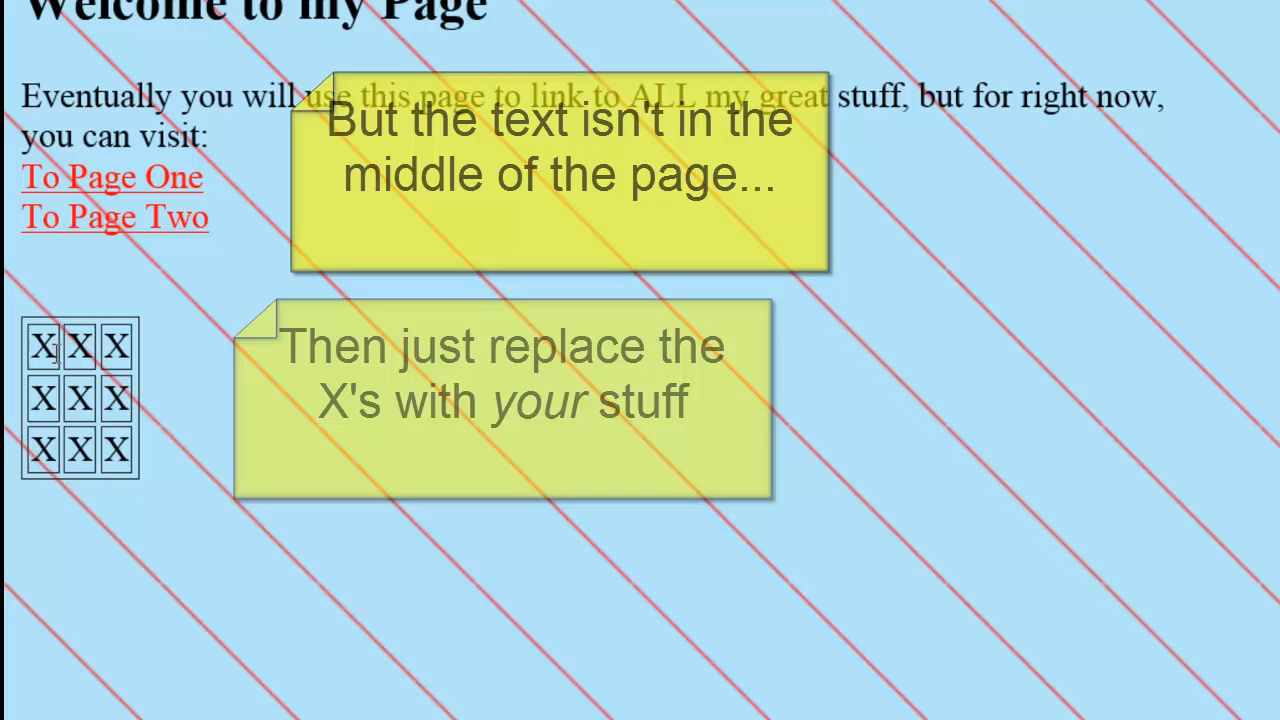 Welcome to my Page
Eventually you will use this page to link to ALL my great stuff, but for right now,
you can visit:
To Page One
To Page Two
But the text isn't in the
middle of the page...
X X X
X X X
X X X
Then just replace the
X's with your stuff